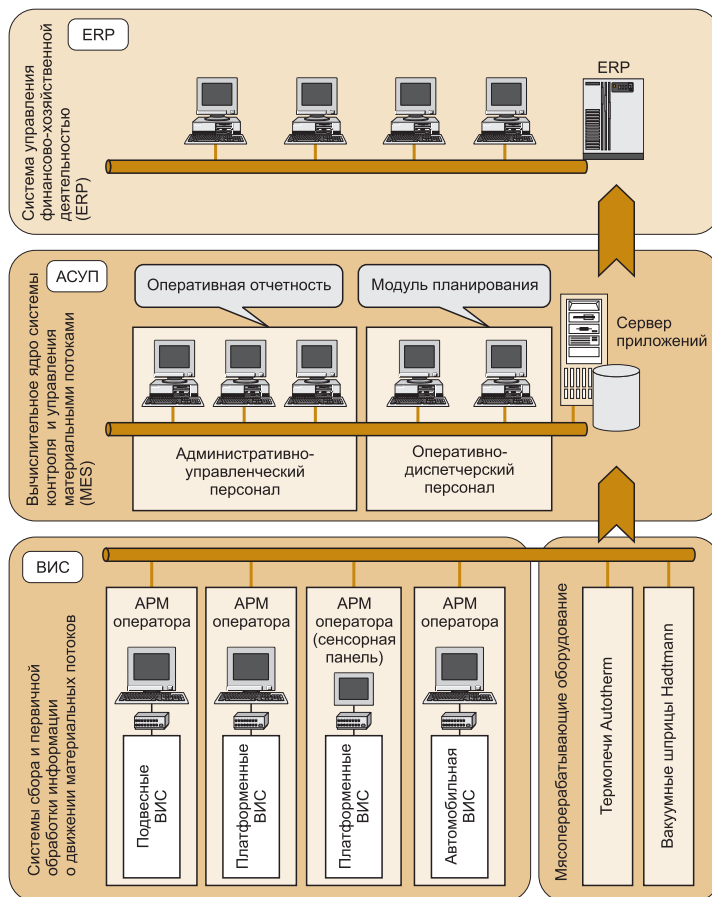 ERP
Система управления
финансово-хозяйственной
деятельностью
(ERP)
ERP
АСУП
Вычислительное ядро системы
контроля и управления
материальными потоками
(MES)
Оперативная отчетность
Модуль планирования
Сервер
приложений
Административно-
управленческий
персонал
Оперативно-
диспетчерский
персонал
ВИС
Системы сбора и первичной
обработки информации
о движении материальных потоков
АРМ
оператора
Подвесные
ВИС
АРМ
оператора
Платформенные
ВИС
АРМ
оператора
(сенсорная
панель)
Платформенные
ВИС
АРМ
оператора
Автомобильная
ВИС
Мясоперерабатывающие оборудование
Термопечи Autotherm
Вакуумные шприцы Hadtmann